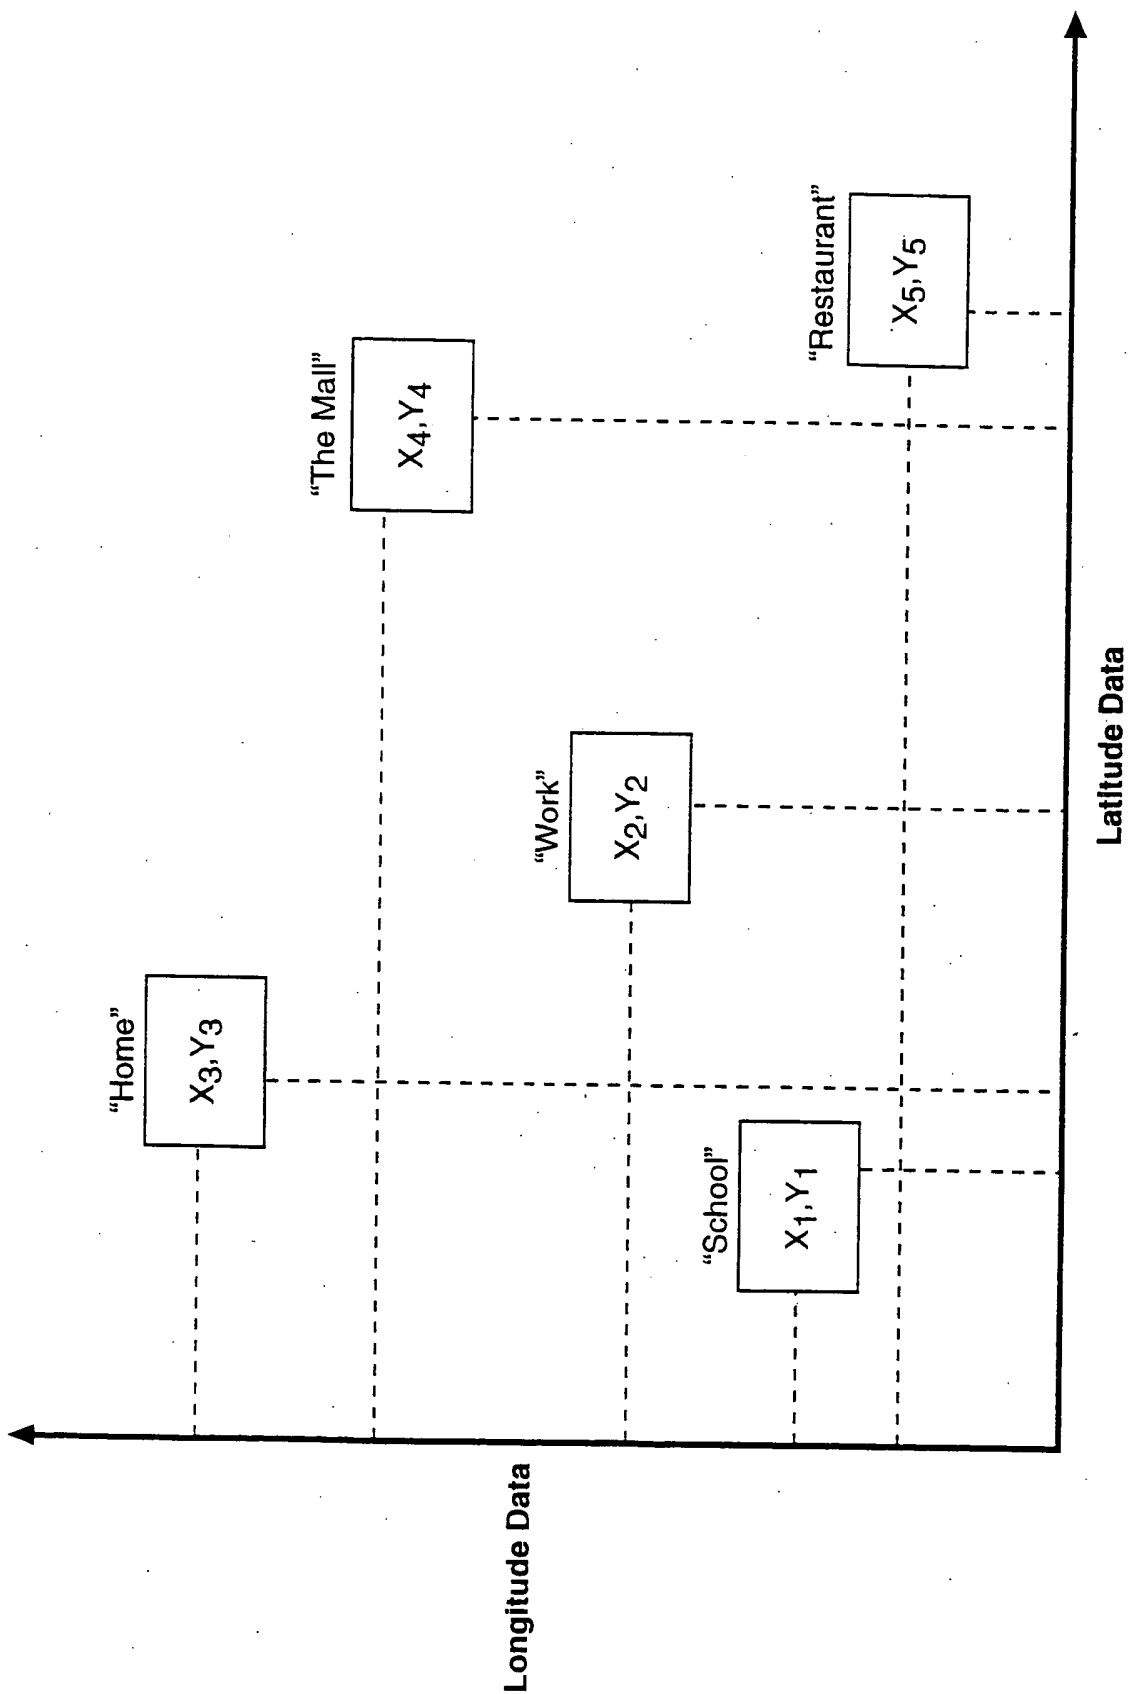 Longitude Data
“Home”
X3,Y3
“The Mall”
X4,Y4
“Work”
X2,Y2
“School”
X1,Y1
“Restaurant”
X5,Y5
Latitude Data